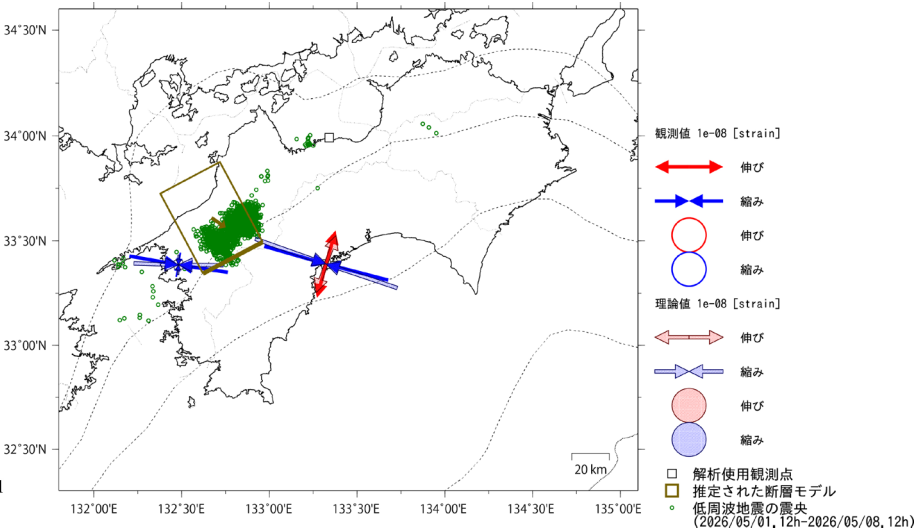 34°30'N
34°00'N
33°30'N
33°00'N
32°30'N
132°00'E
132°30'E
133°00'E
133°30'E
134°00'E
134°30'E
135°00'E
20 km
観測値 1e-08 [strain]
伸び
縮み
伸び
縮み
理論値 1e-08 [strain]
伸び
縮み
伸び
縮み
解析使用観測点
推定された断層モデル
低周波地震の震央
(2026/05/01.12h-2026/05/08.12h)